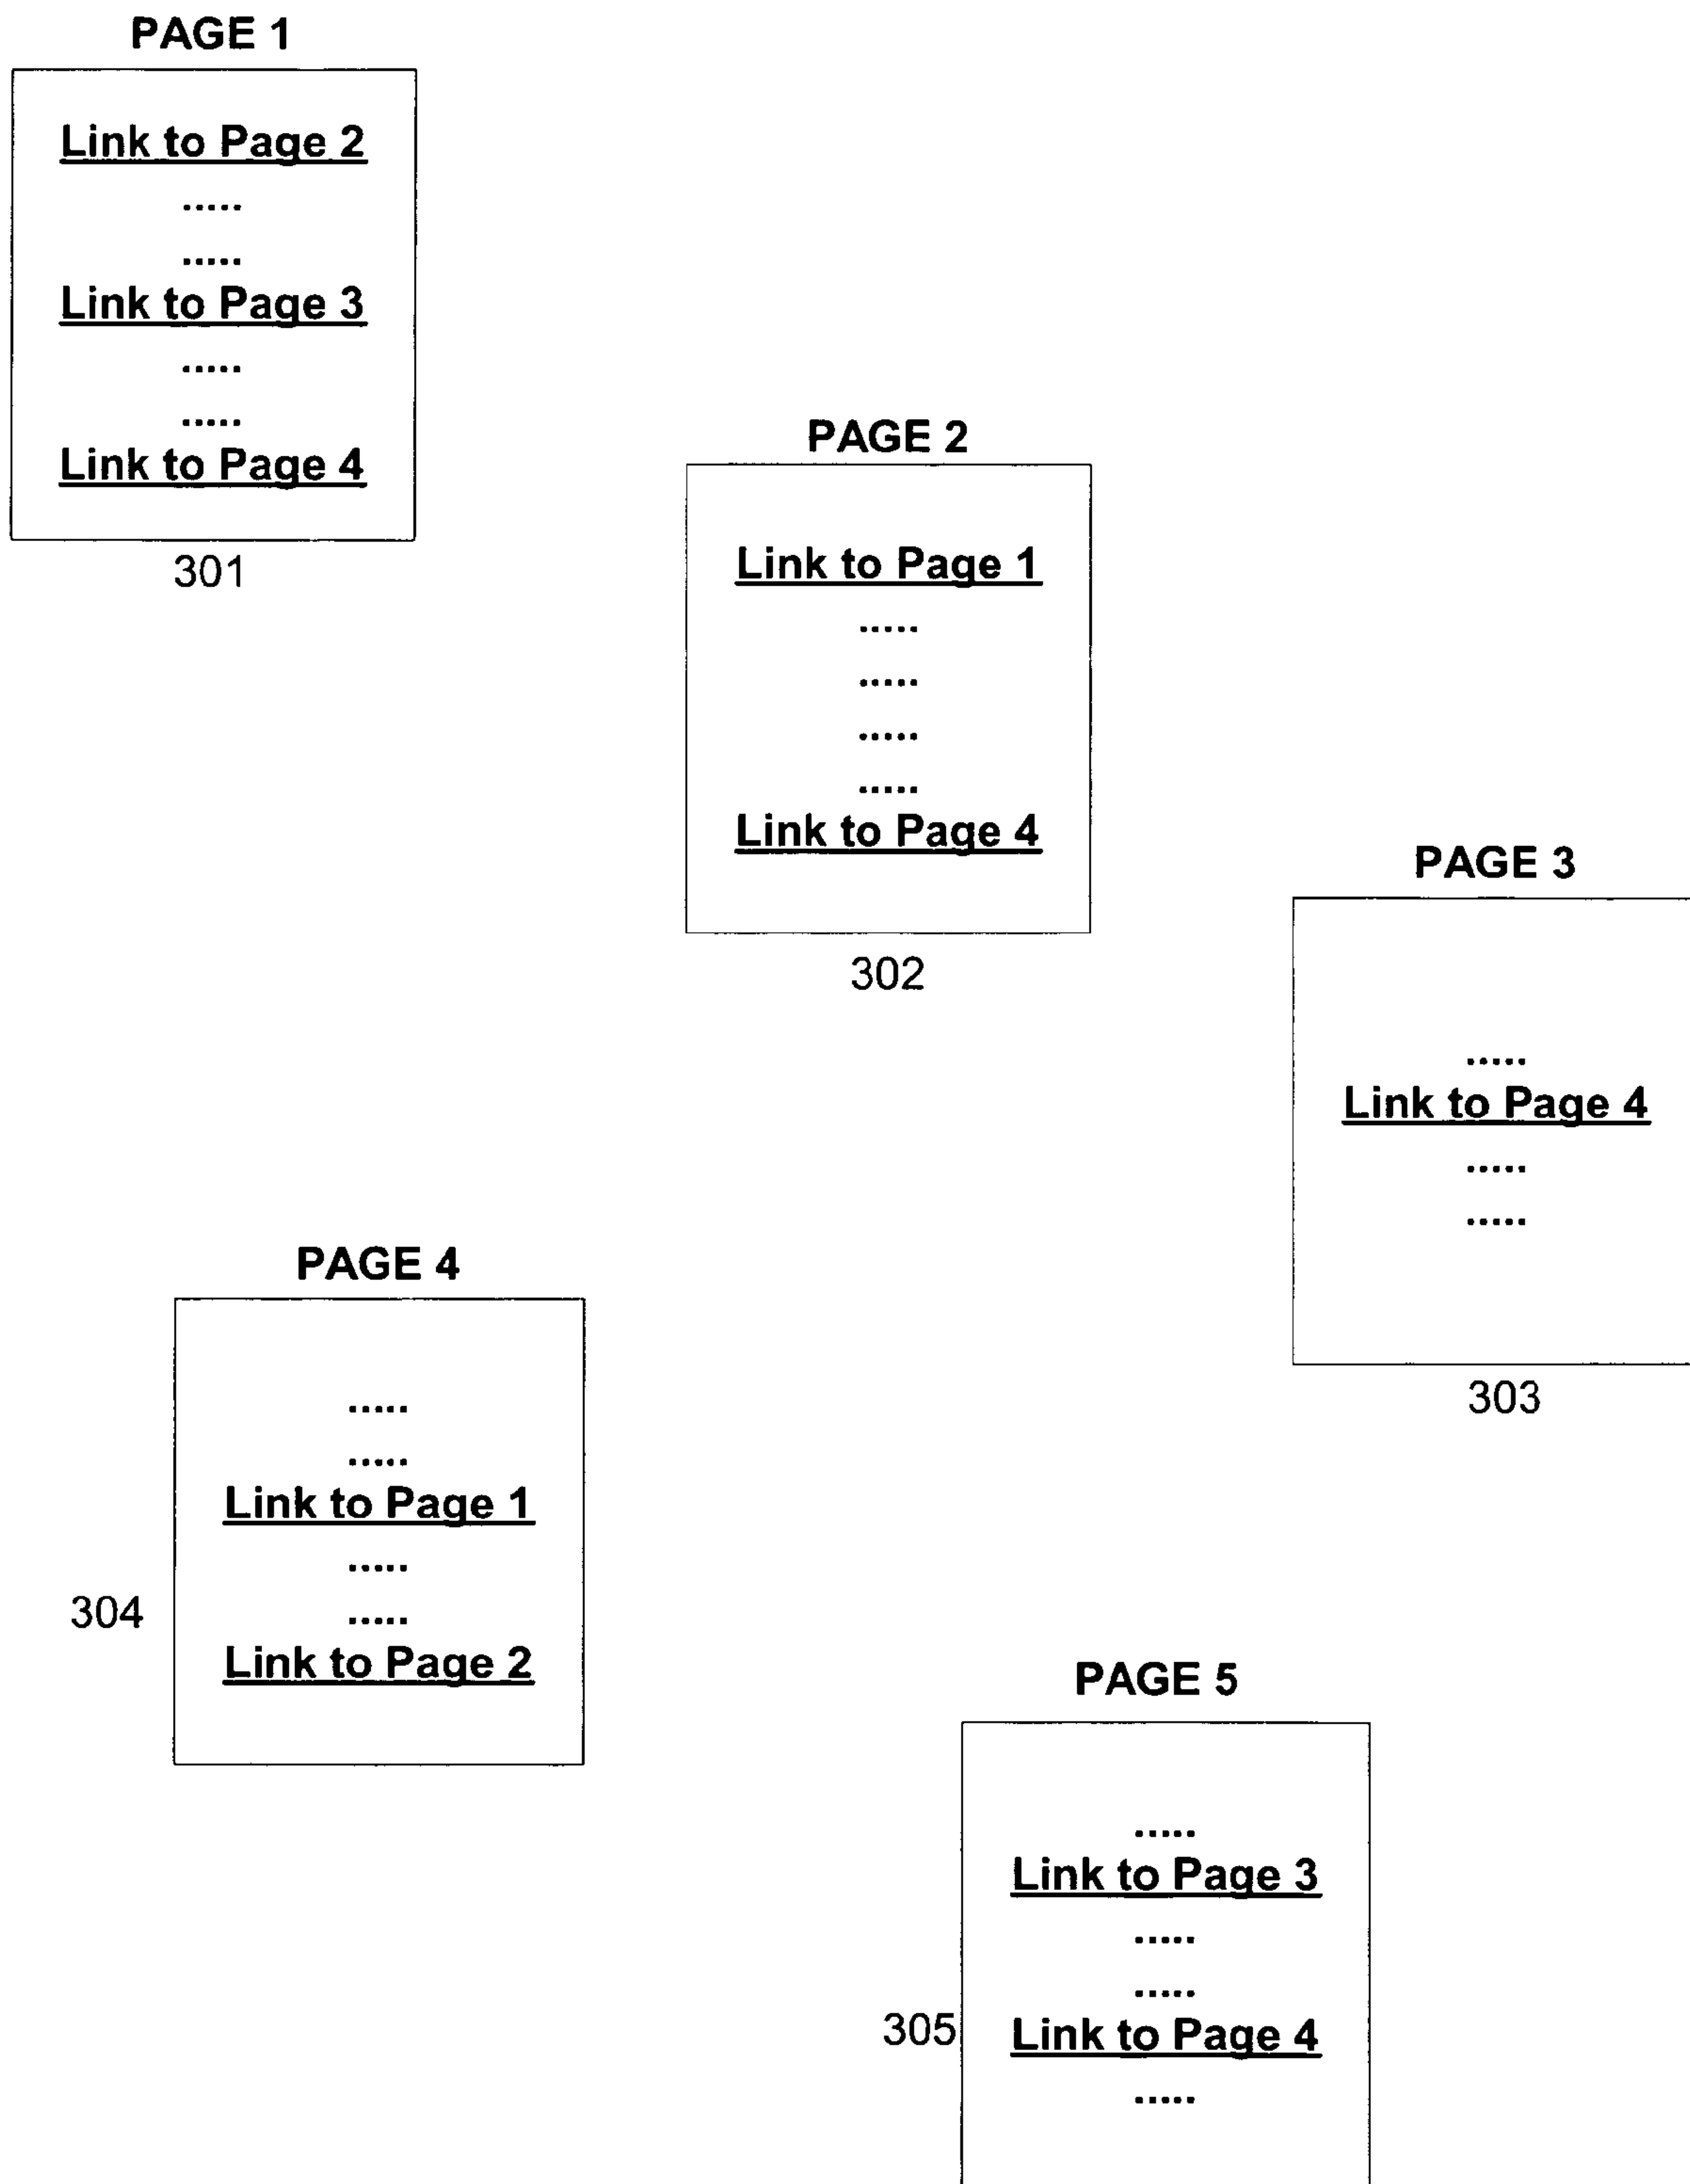 PAGE 1
Link to Page 2
.....
.....
Link to Page 3
.....
.....
Link to Page 4
301
PAGE 2
Link to Page 1
.....
.....
.....
.....
Link to Page 4
302
PAGE 3
.....
Link to Page 4
.....
.....
303
PAGE 4
.....
.....
Link to Page 1
.....
.....
Link to Page 2
304
PAGE 5
.....
Link to Page 3
.....
.....
Link to Page 4
.....
305